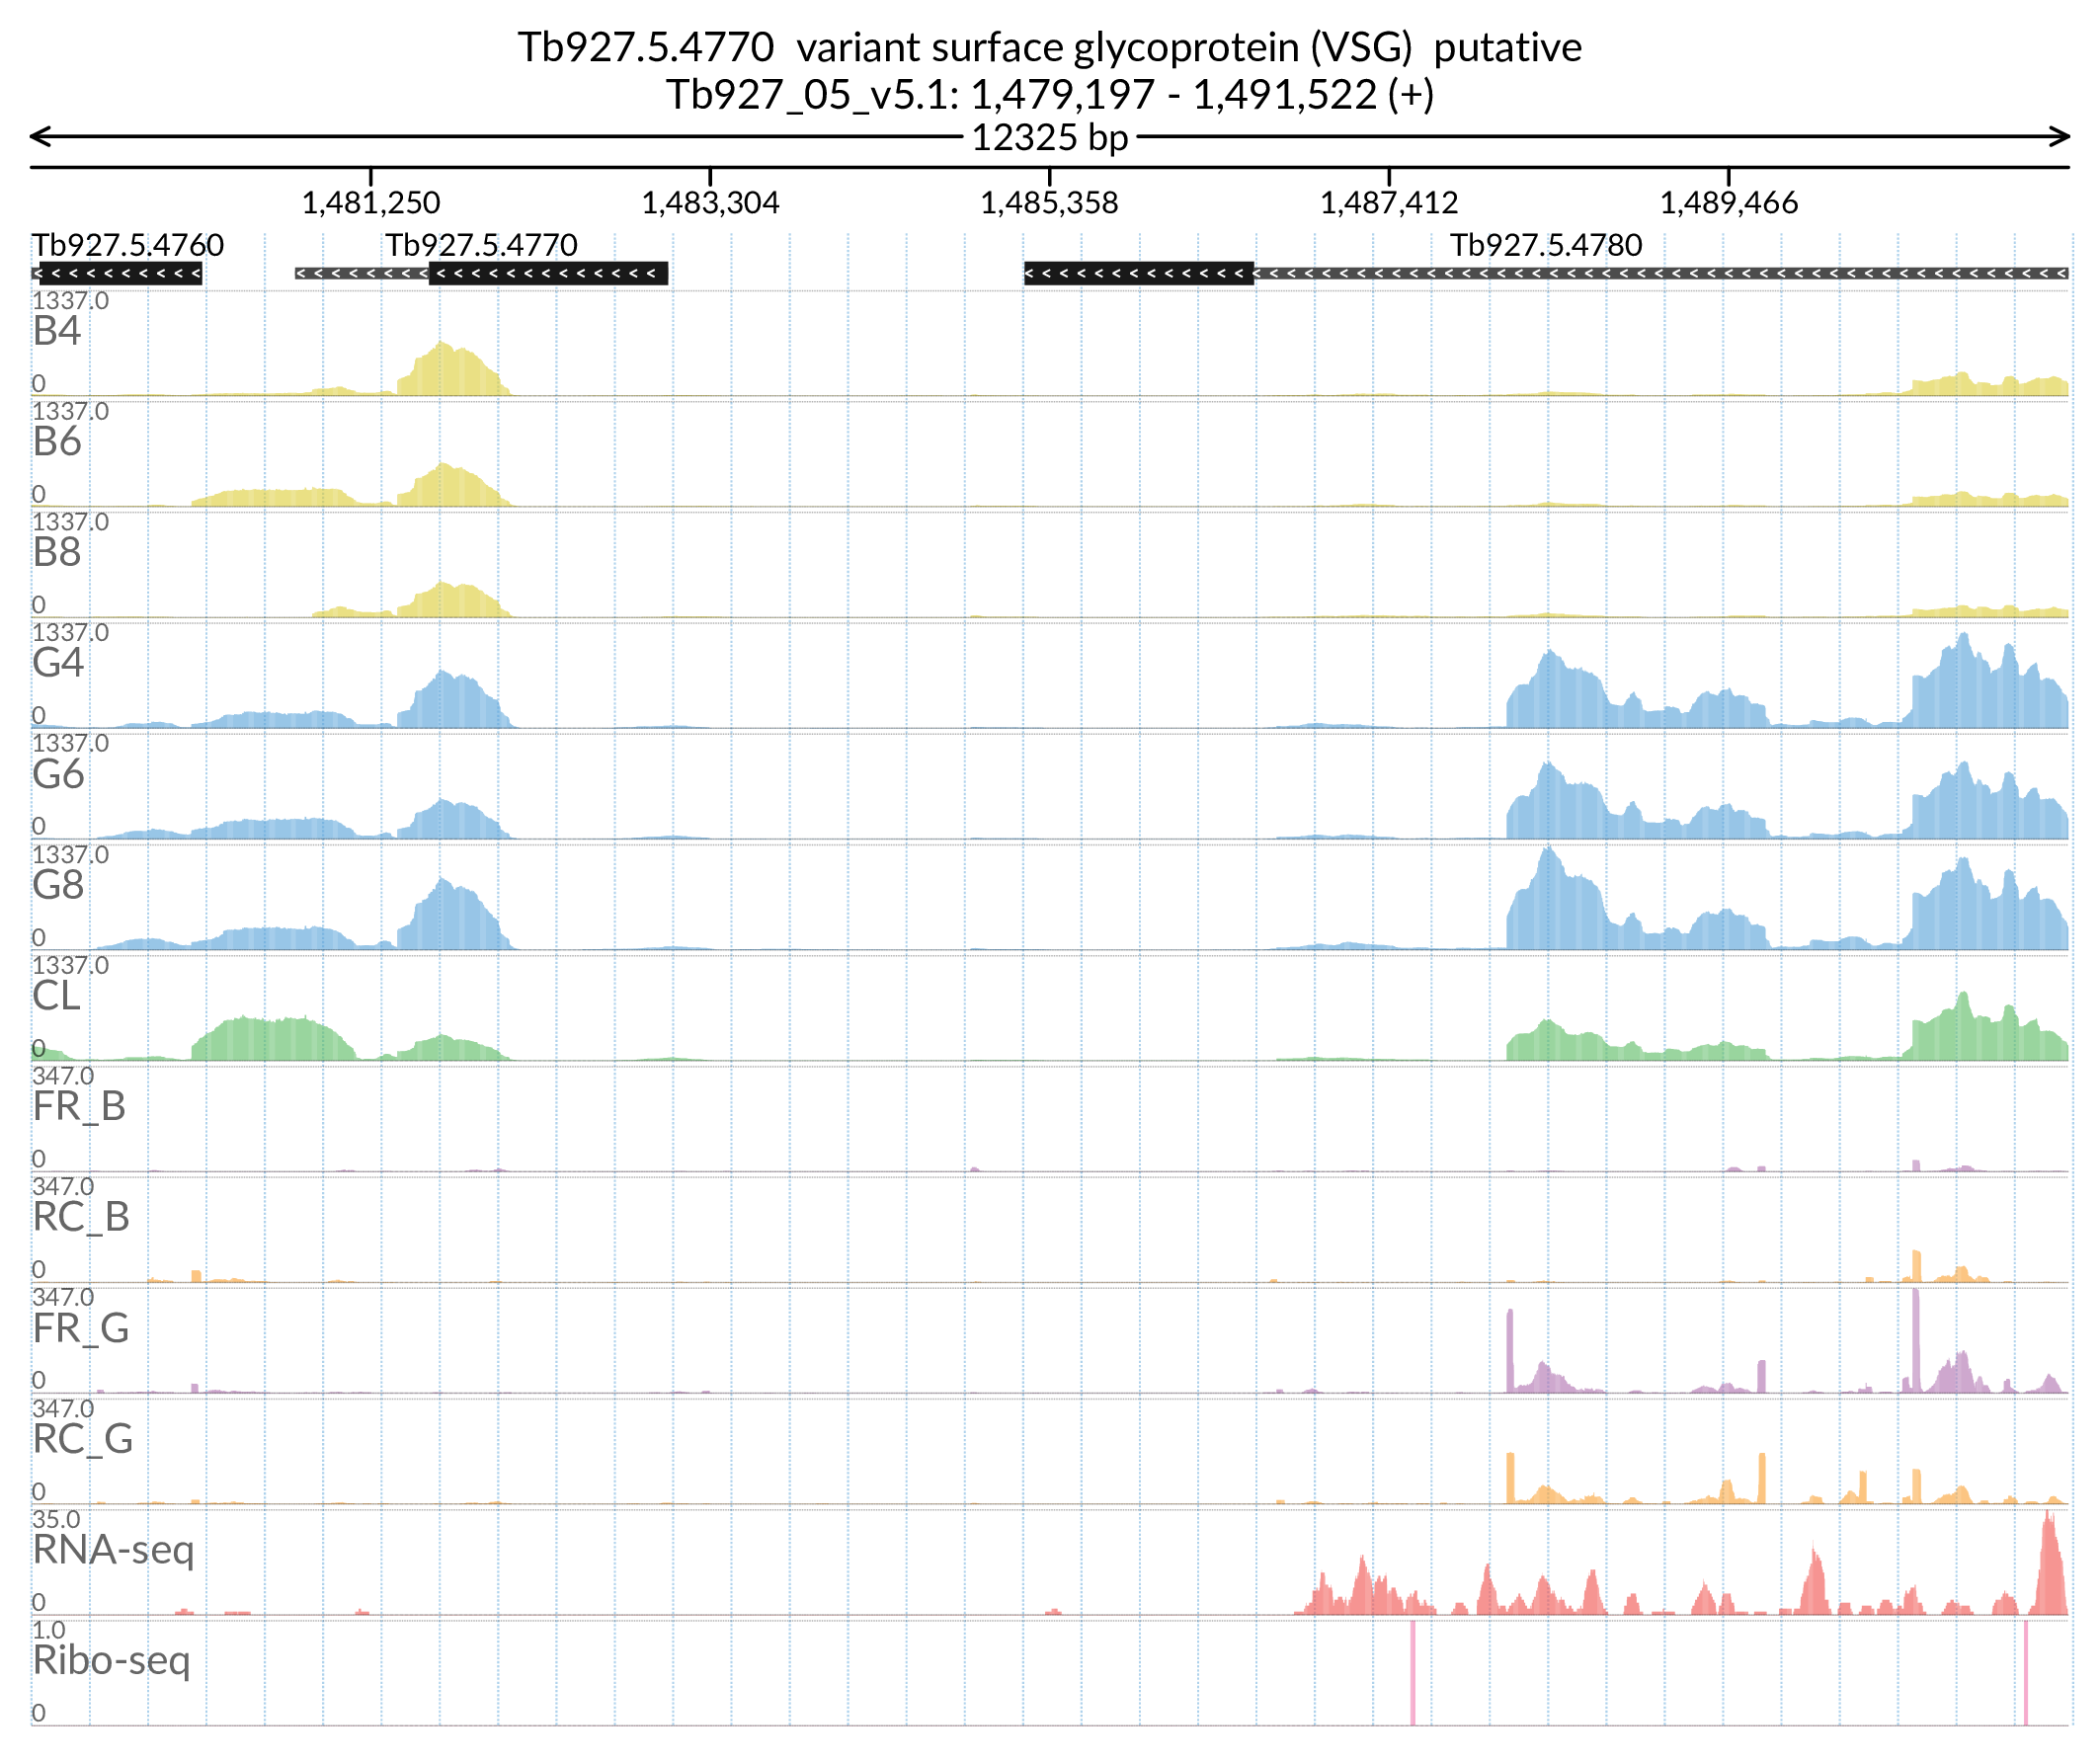 Tb927.5.4770  variant surface glycoprotein (VSG)  putative
Tb927_05_v5.1: 1,479,197 - 1,491,522 (+)
12325 bp
1,481,250 1,483,304 1,485,358 1,487,412 1,489,466
Tb927.5.4760 Tb927.5.4770 Tb927.5.4780
1337.0
B4
0
1337.0
B6
0
1337.0
B8
0
1337.0
G4
0
1337.0
G6
0
1337.0
G8
0
1337.0
CL
0
347.0
FR_B
0
347.0
RC_B
0
347.0
FR_G
0
347.0
RC_G
0
35.0
RNA-seq
0
1.0
Ribo-seq
0